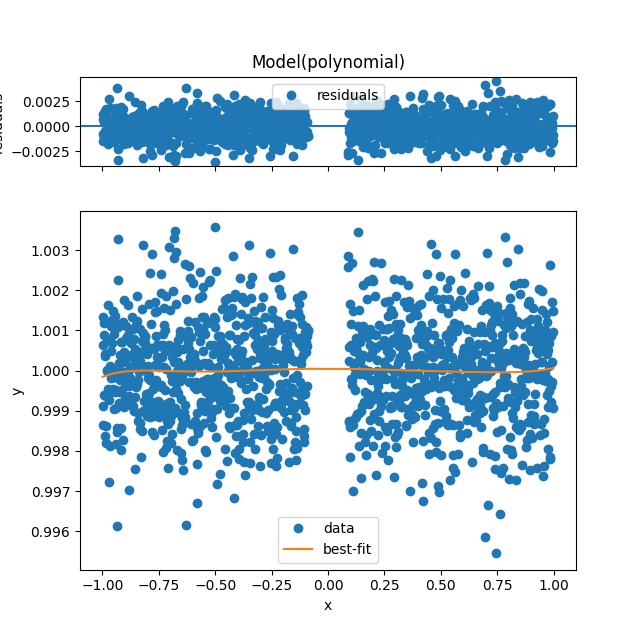 Model(polynomial)
residuals
0.0025
0.0000
−0.0025
residuals
1.003
1.002
1.001
1.000
0.999
0.998
0.997
0.996
y
data
best-fit
−1.00 −0.75 −0.50 −0.25 0.00 0.25 0.50 0.75 1.00
x